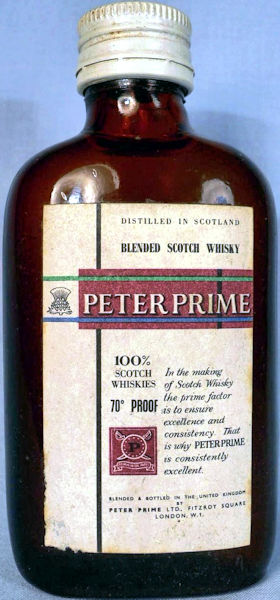 DISTILLED IN SCOTLAND
BLENDED SCOTCH WHISKY
PETER PRIME
100%
SCOTCH
WHISKIES
70° PROOF
P
In the making
of Scotch Whisky
the prime factor
is to ensure
excellence and
consistency. That
is why PETER PRIME
is consistently
excellent.
BLENDED & BOTTLED IN THE UNITED KINGDOM
BY
PETER PRIME LTD., FITZROY SQUARE
LONDON, W.1.